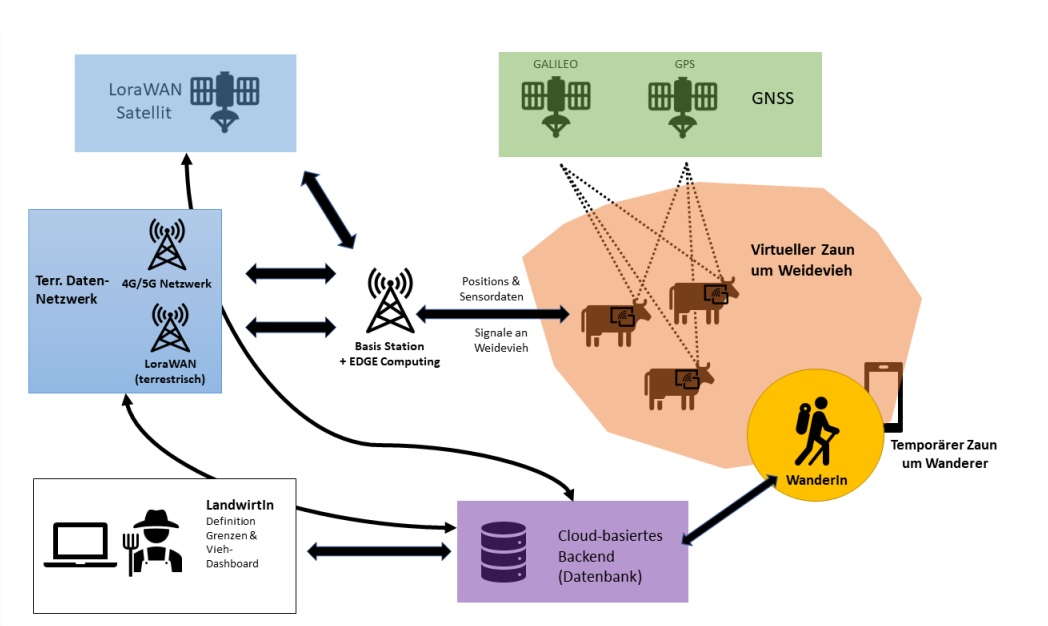 LoraWAN
Satellit
GALILEO
GPS
GNSS
Terr. Daten-
Netzwerk
4G/5G Netzwerk
LoraWAN
(terrestrisch)
Basis Station
+ EDGE Computing
Positions &
Sensordaten
Signale an
Weidevieh
Virtueller Zaun
um Weidevieh
WanderIn
Temporärer Zaun
um Wanderer
LandwirtIn
Definition
Grenzen &
Vieh-
Dashboard
Cloud-basiertes
Backend
(Datenbank)